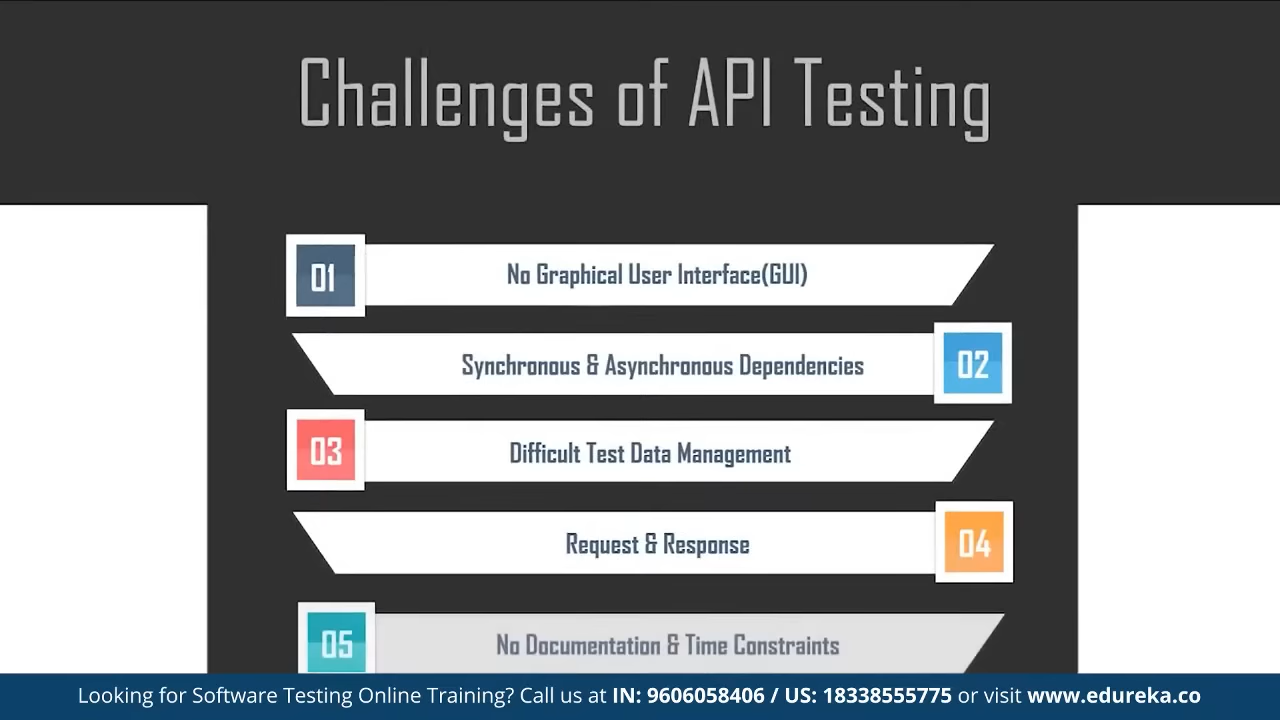 Challenges of API Testing
01
No Graphical User Interface(GUI)
Synchronous & Asynchronous Dependencies
02
03
Difficult Test Data Management
Request & Response
04
05
No Documentation & Time Constraints
Looking for Software Testing Online Training? Call us at IN: 9606058406 / US: 18338555775 or visit www.edureka.co